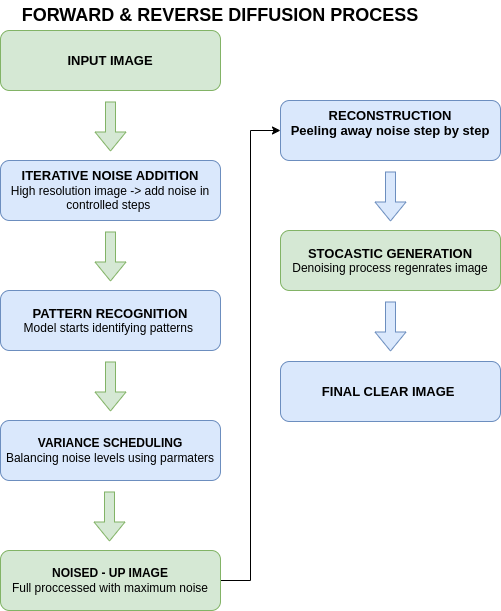 FORWARD & REVERSE DIFFUSION PROCESS
INPUT IMAGE
ITERATIVE NOISE ADDITION
High resolution image -> add noise in
controlled steps
PATTERN RECOGNITION
Model starts identifying patterns
VARIANCE SCHEDULING
Balancing noise levels using parmaters
NOISED - UP IMAGE
Full proccessed with maximum noise
RECONSTRUCTION
Peeling away noise step by step
STOCASTIC GENERATION
Denoising process regenrates image
FINAL CLEAR IMAGE